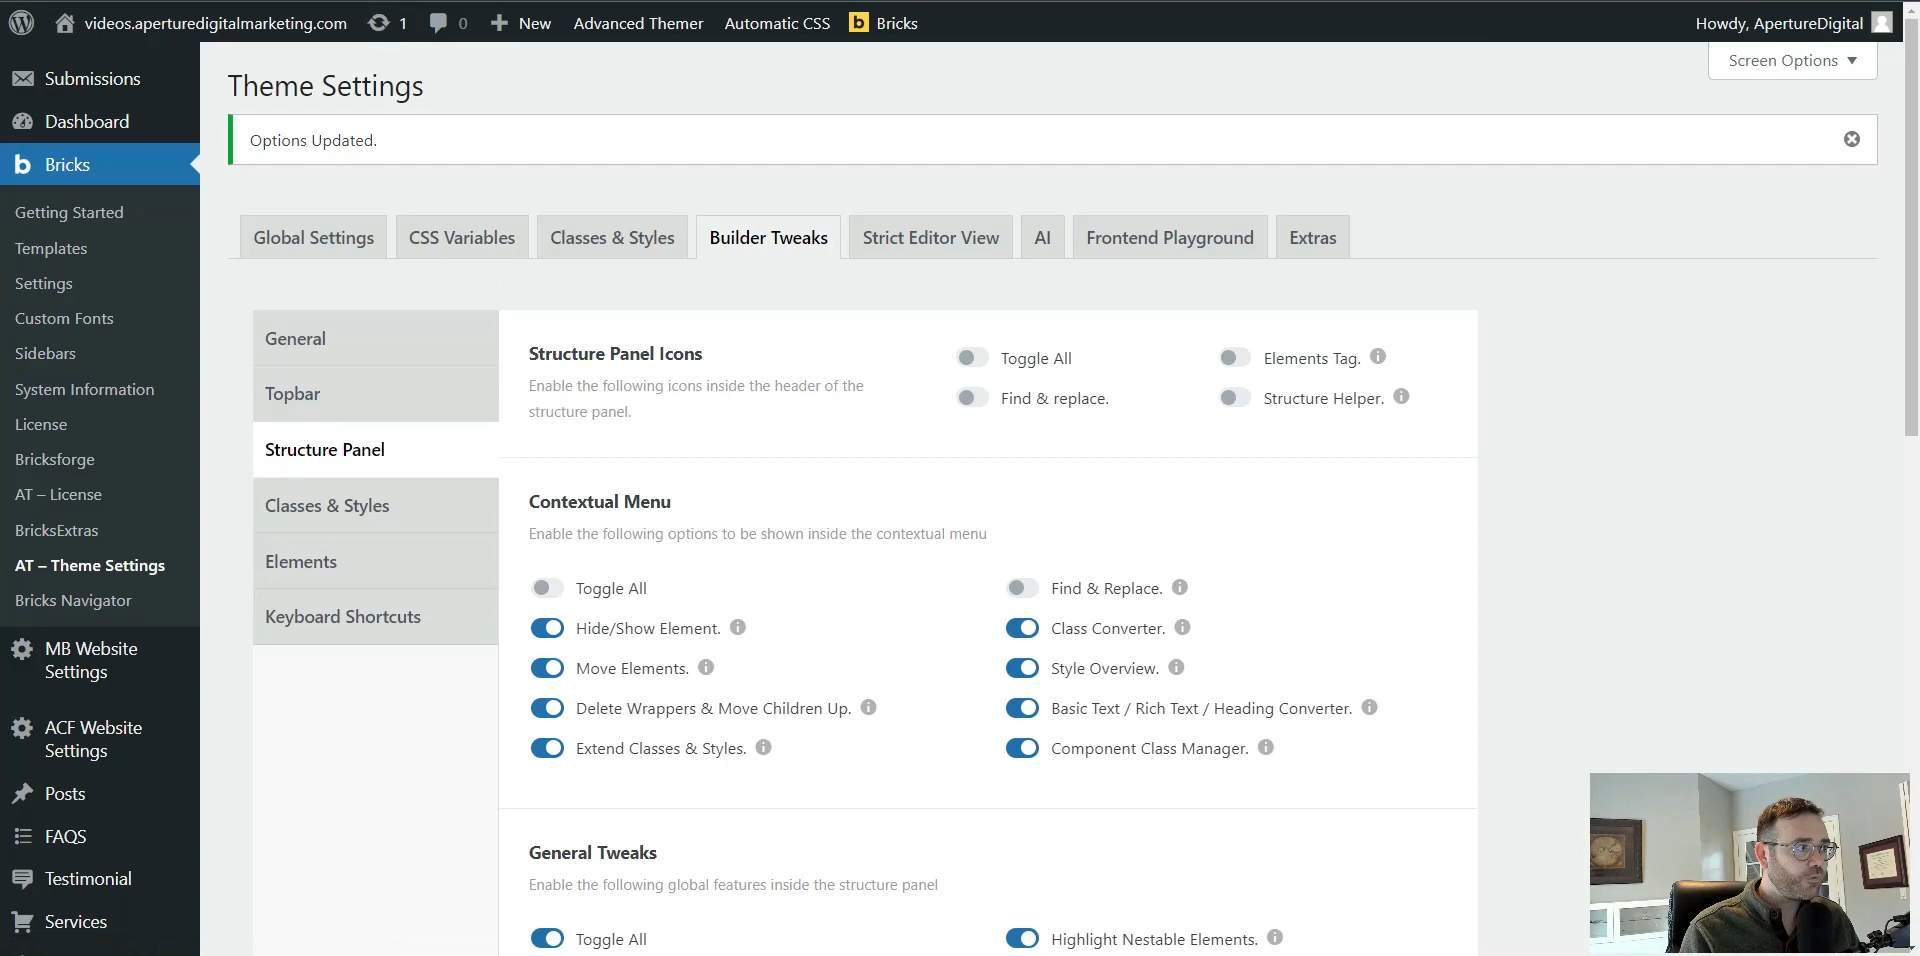 videos.aperturedigitalmarketing.com 1 0 New Advanced Themer Automatic CSS b Bricks Howdy, ApertureDigital
Screen Options
Submissions
Dashboard
b Bricks
Getting Started
Templates
Settings
Custom Fonts
Sidebars
System Information
License
Bricksforge
AT – License
BricksExtras
AT – Theme Settings
Bricks Navigator
MB Website
Settings
ACF Website
Settings
Posts
FAQS
Testimonial
Services
Theme Settings
Options Updated.
Global Settings CSS Variables Classes & Styles Builder Tweaks Strict Editor View AI Frontend Playground Extras
General
Topbar
Structure Panel
Classes & Styles
Elements
Keyboard Shortcuts
Structure Panel Icons
Enable the following icons inside the header of the
structure panel.
Toggle All Elements Tag.
Find & replace. Structure Helper.
Contextual Menu
Enable the following options to be shown inside the contextual menu
Toggle All Find & Replace.
Hide/Show Element. Class Converter.
Move Elements. Style Overview.
Delete Wrappers & Move Children Up. Basic Text / Rich Text / Heading Converter.
Extend Classes & Styles. Component Class Manager.
General Tweaks
Enable the following global features inside the structure panel
Toggle All Highlight Nestable Elements.